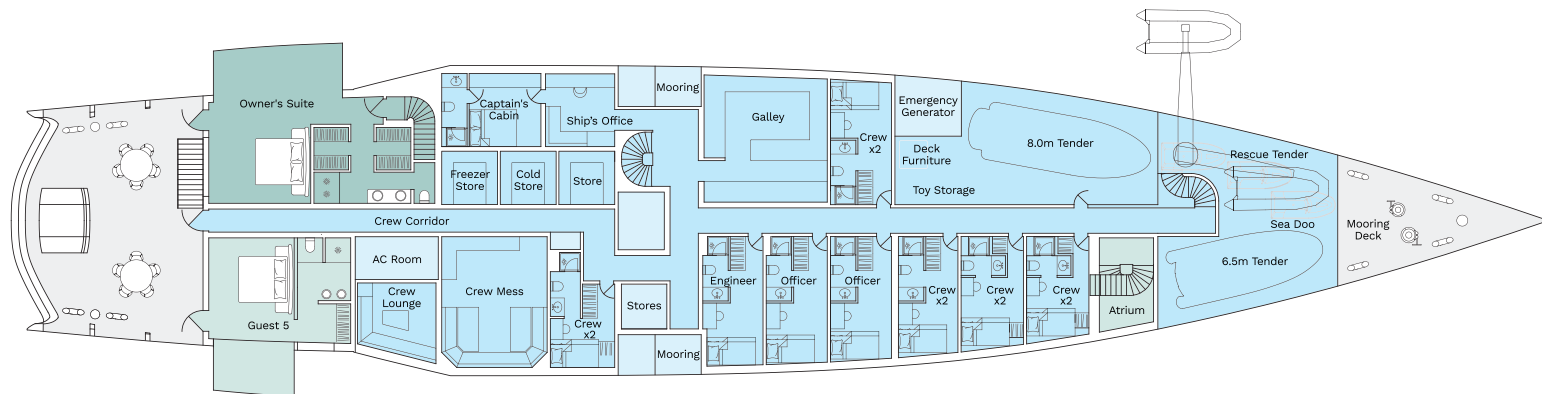 Owner's Suite
Captain's
Cabin
Ship's Office
Mooring
Galley
Crew
x2
Emergency
Generator
Deck
Furniture
8.0m Tender
Toy Storage
Rescue Tender
Freezer
Store
Cold
Store
Store
Crew Corridor
Sea Doo
Mooring
Deck
6.5m Tender
AC Room
Crew
Lounge
Crew Mess
Guest 5
Crew
x2
Stores
Mooring
Engineer
Officer
Officer
Crew
x2
Crew
x2
Crew
x2
Atrium